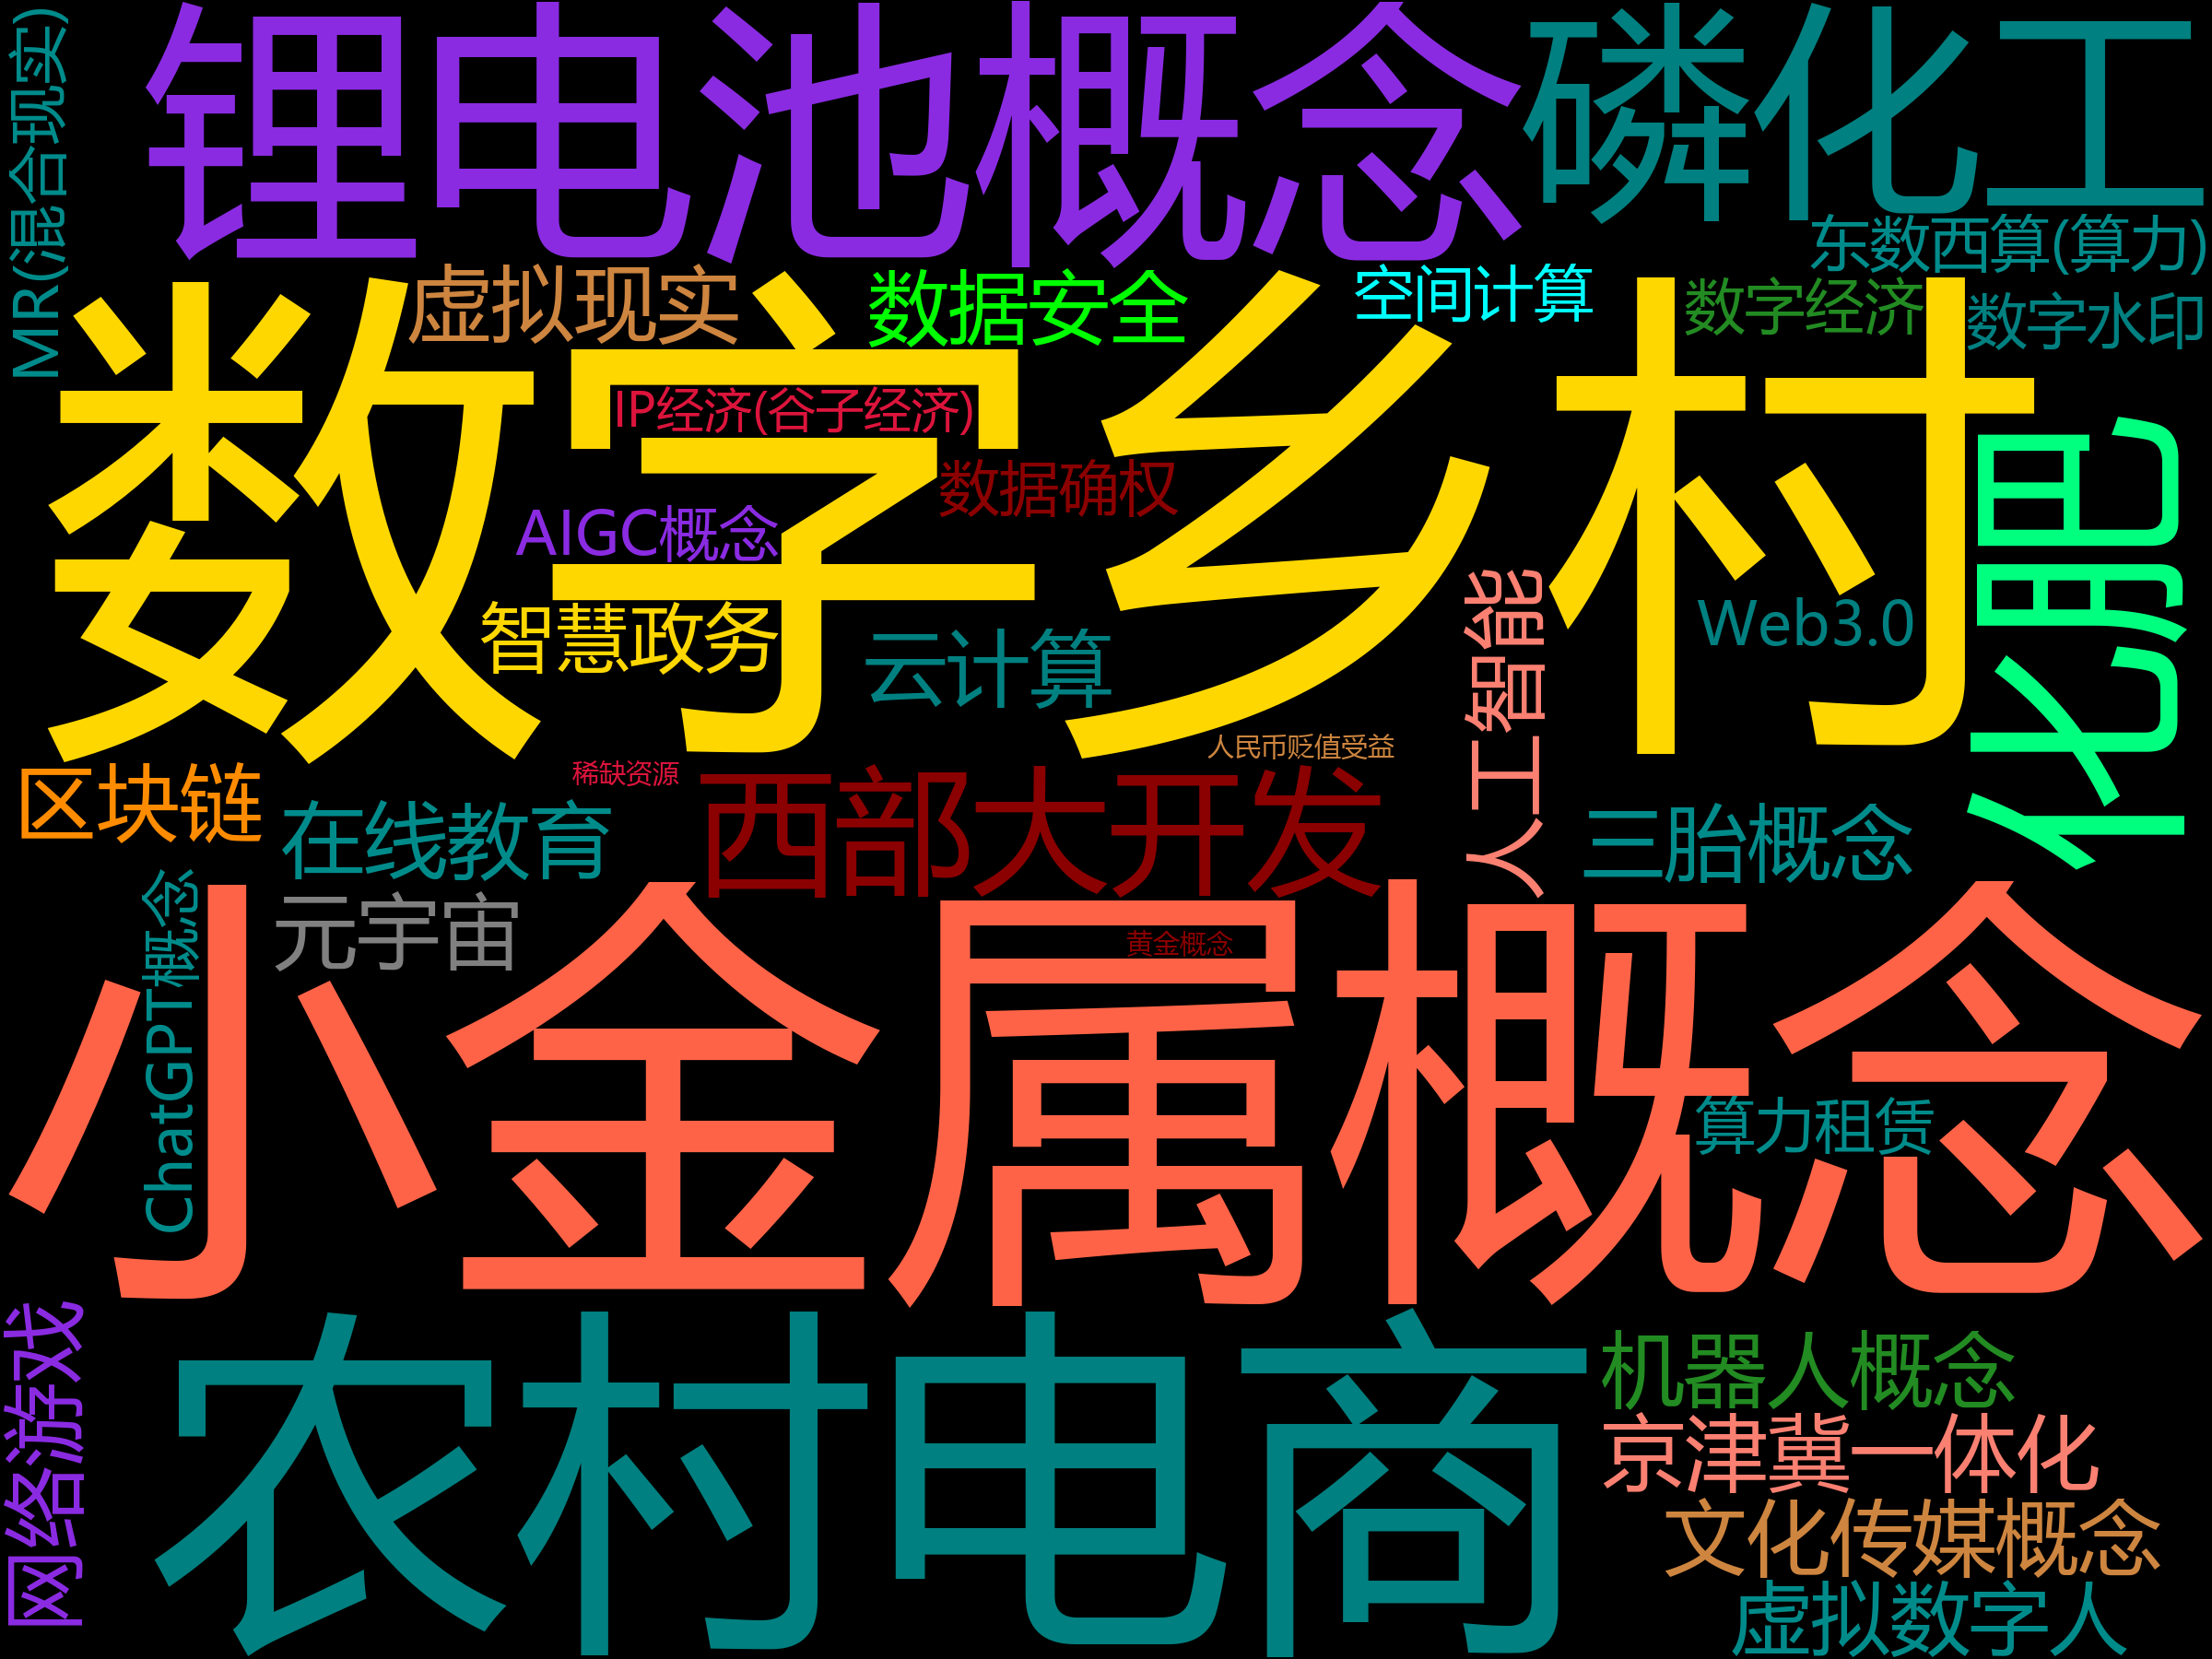 锂电池概念
磷化工
MR(混合现实)
东数西算(算力)
虚拟现实
数据安全
空间计算
数字经济
数字水印
数字乡村
IP经济(谷子经济)
化肥
数据确权
AIGC概念
人工智能
Web3.0
智慧政务
云计算
人民币贬值受益
稀缺资源
区块链
在线教育
西部大开发
三胎概念
ChatGPT概念
元宇宙
黄金概念
小金属概念
算力租赁
网络游戏
农村电商
机器人概念
京津冀一体化
文化传媒概念
虚拟数字人